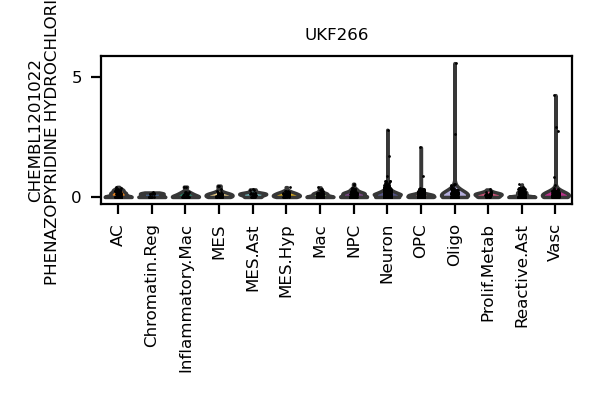 UKF266
CHEMBL1201022
PHENAZOPYRIDINE HYDROCHLORI
5
0
AC
Chromatin.Reg
Inflammatory.Mac
MES
MES.Ast
MES.Hyp
Mac
NPC
Neuron
OPC
Oligo
Prolif.Metab
Reactive.Ast
Vasc